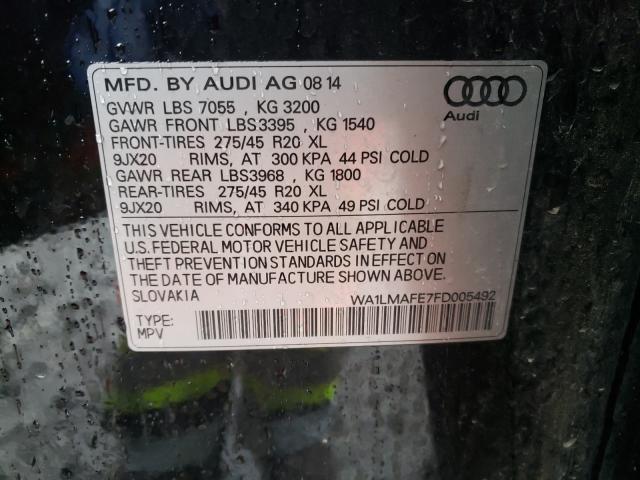 MFD. BY AUDI AG 08 14
GVWR LBS 7055 , KG 3200
GAWR FRONT LBS3395 , KG 1540
FRONT-TIRES 275/45 R20 XL
9JX20 RIMS, AT 300 KPA 44 PSI COLD
GAWR REAR LBS3968 , KG 1800
REAR-TIRES 275/45 R20 XL
9JX20 RIMS, AT 340 KPA 49 PSI COLD
Audi
THIS VEHICLE CONFORMS TO ALL APPLICABLE
U.S. FEDERAL MOTOR VEHICLE SAFETY AND
THEFT PREVENTION STANDARDS IN EFFECT ON
THE DATE OF MANUFACTURE SHOWN ABOVE.
SLOVAKIA
WA1LMAFE7FD005492
TYPE:
MPV